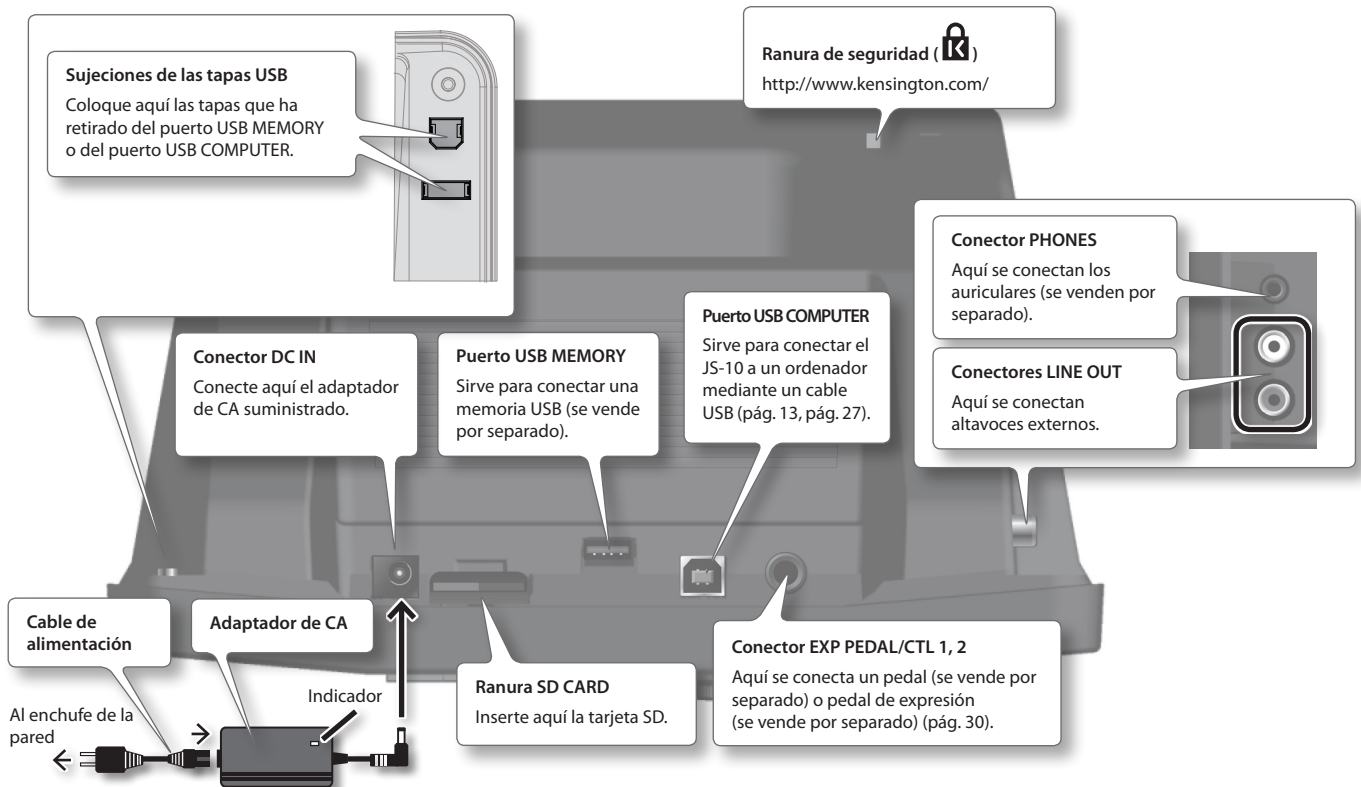 Sujeciones de las tapas USB
Coloque aquí las tapas que ha
retirado del puerto USB MEMORY
o del puerto USB COMPUTER.
Ranura de seguridad ( K )
http://www.kensington.com/
Conector PHONES
Aquí se conectan los
auriculares (se venden por
separado).
Conectores LINE OUT
Aquí se conectan
altavoces externos.
Conector DC IN
Conecte aquí el adaptador
de CA suministrado.
Puerto USB MEMORY
Sirve para conectar una
memoria USB (se vende
por separado).
Puerto USB COMPUTER
Sirve para conectar el
JS-10 a un ordenador
mediante un cable
USB (pág. 13, pág. 27).
Cable de
alimentación
Adaptador de CA
Indicador
Al enchufe de la
pared
Ranura SD CARD
Inserte aquí la tarjeta SD.
Conector EXP PEDAL/CTL 1, 2
Aquí se conecta un pedal (se vende por
separado) o pedal de expresión
(se vende por separado) (pág. 30).